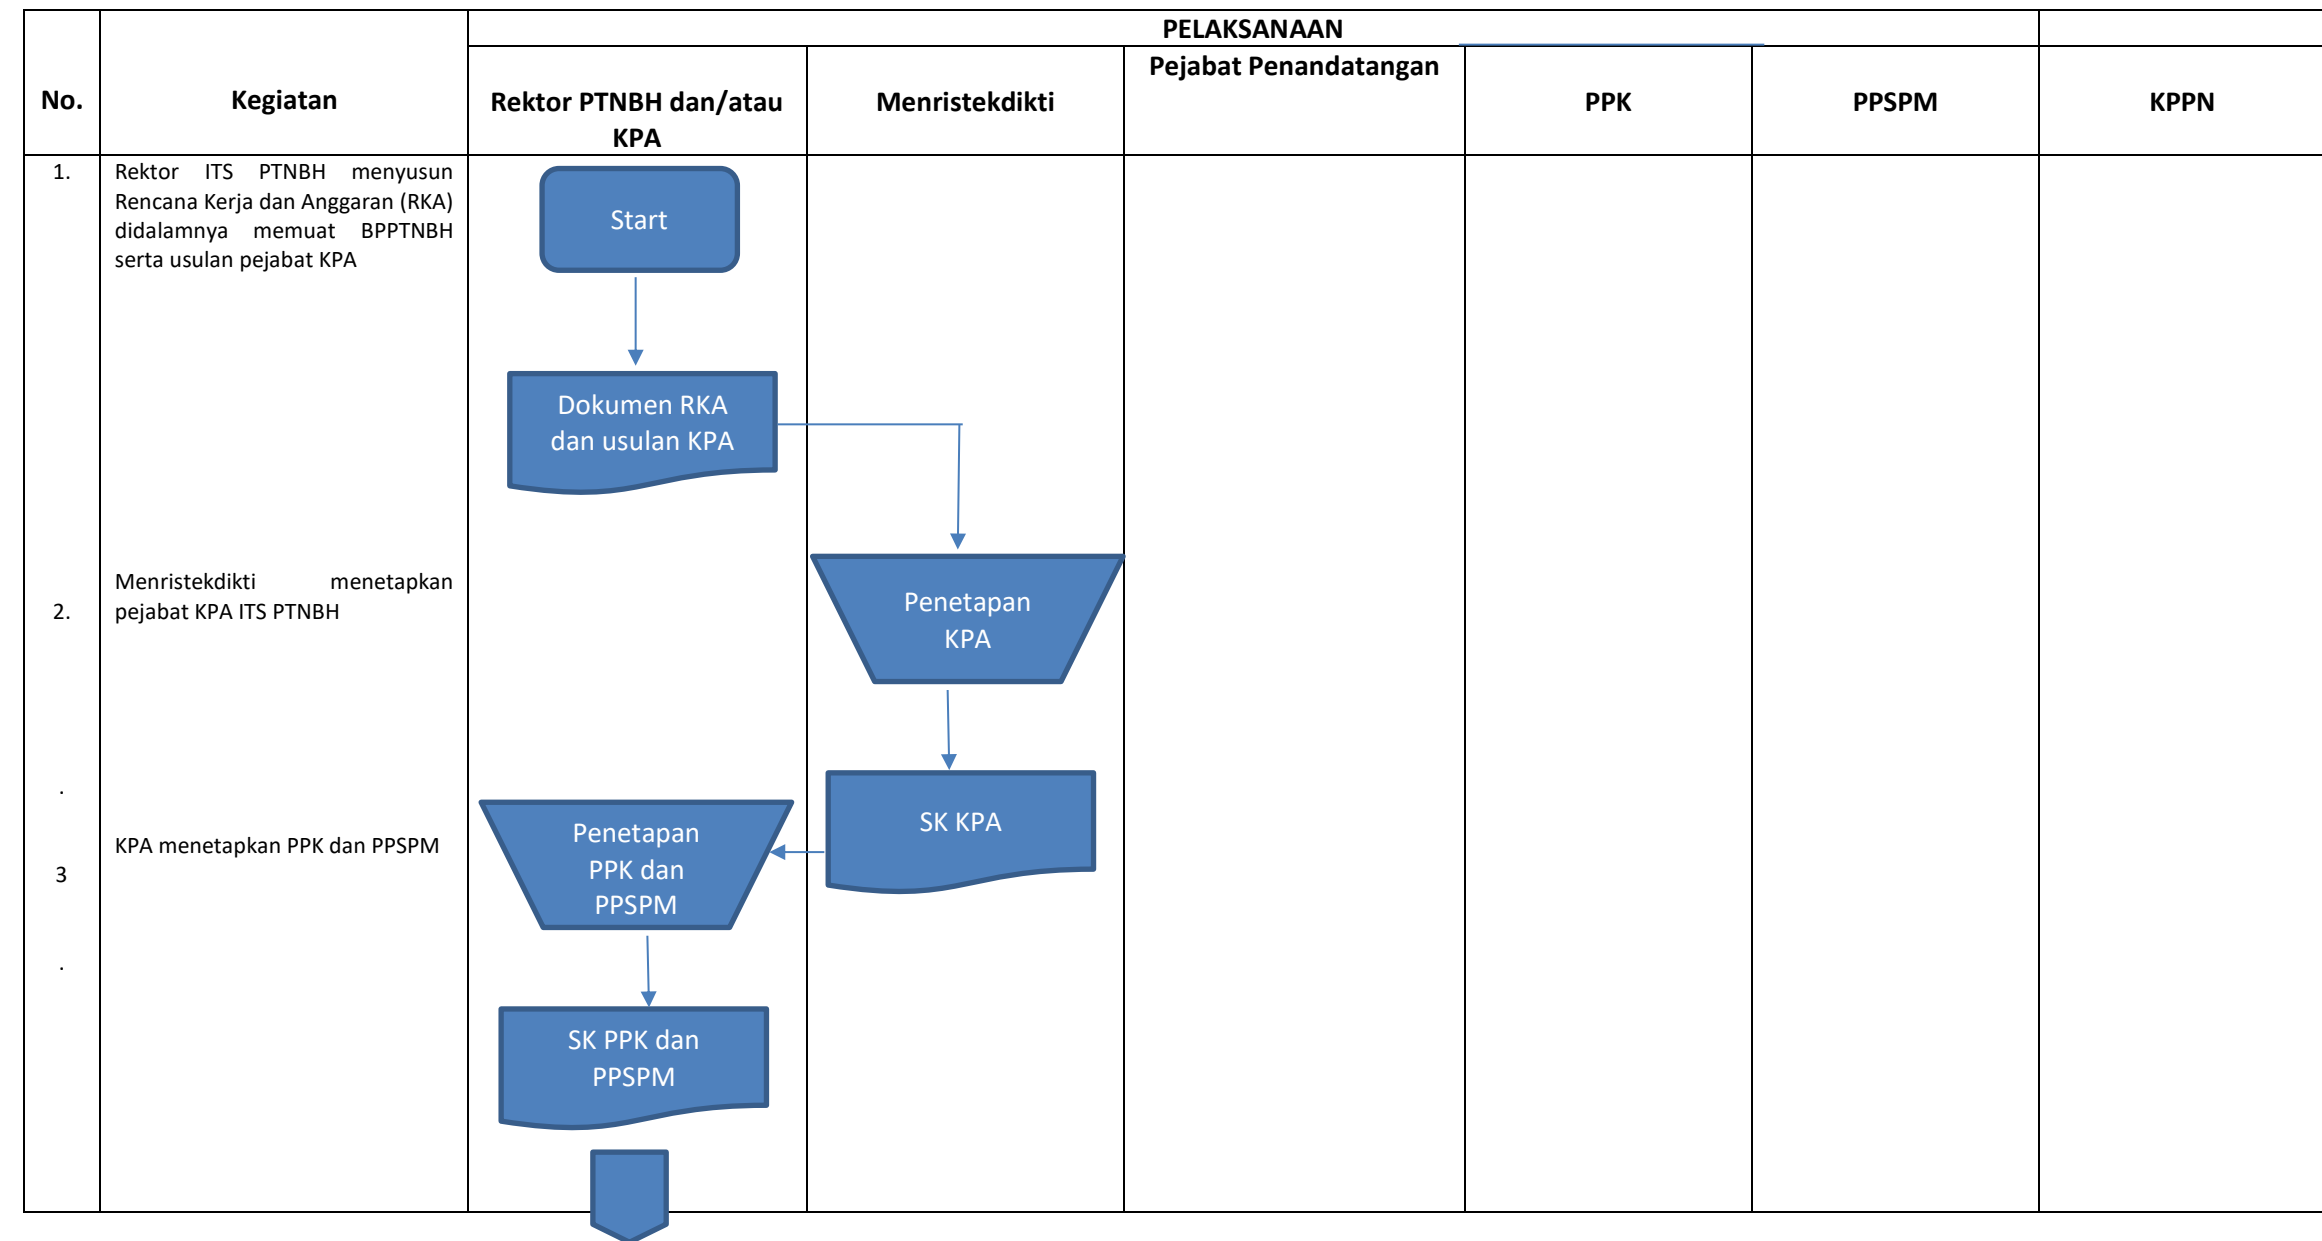 PELAKSANAAN
No.
Kegiatan
Rektor PTNBH dan/atau
KPA
Menristekdikti
Pejabat Penandatangan
PPK
PPSPM
KPPN
1.
Rektor ITS PTNBH menyusun
Rencana Kerja dan Anggaran (RKA)
didalamnya memuat BPPTNBH
serta usulan pejabat KPA
Start
Dokumen RKA
dan usulan KPA
2.
Menristekdikti menetapkan
pejabat KPA ITS PTNBH
Penetapan
KPA
.
SK KPA
3
KPA menetapkan PPK dan PPSPM
Penetapan
PPK dan
PPSPM
.
SK PPK dan
PPSPM